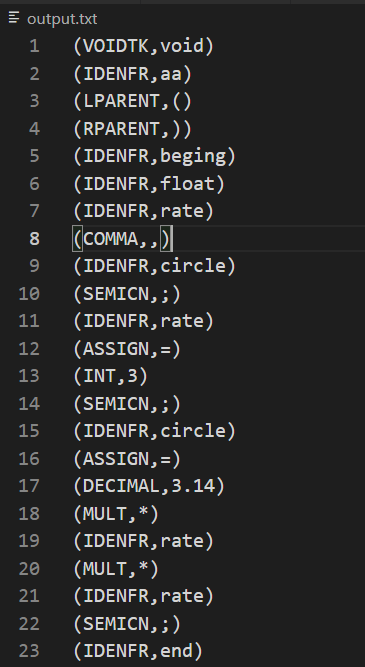 output.txt
1 (VOIDTK,void)
2 (IDENFR,aa)
3 (LPARENT,()
4 (RPARENT,))
5 (IDENFR,beging)
6 (IDENFR,float)
7 (IDENFR,rate)
8 (COMMA,,)
9 (IDENFR,circle)
10 (SEMICN,;)
11 (IDENFR,rate)
12 (ASSIGN,=)
13 (INT,3)
14 (SEMICN,;)
15 (IDENFR,circle)
16 (ASSIGN,=)
17 (DECIMAL,3.14)
18 (MULT,*)
19 (IDENFR,rate)
20 (MULT,*)
21 (IDENFR,rate)
22 (SEMICN,;)
23 (IDENFR,end)